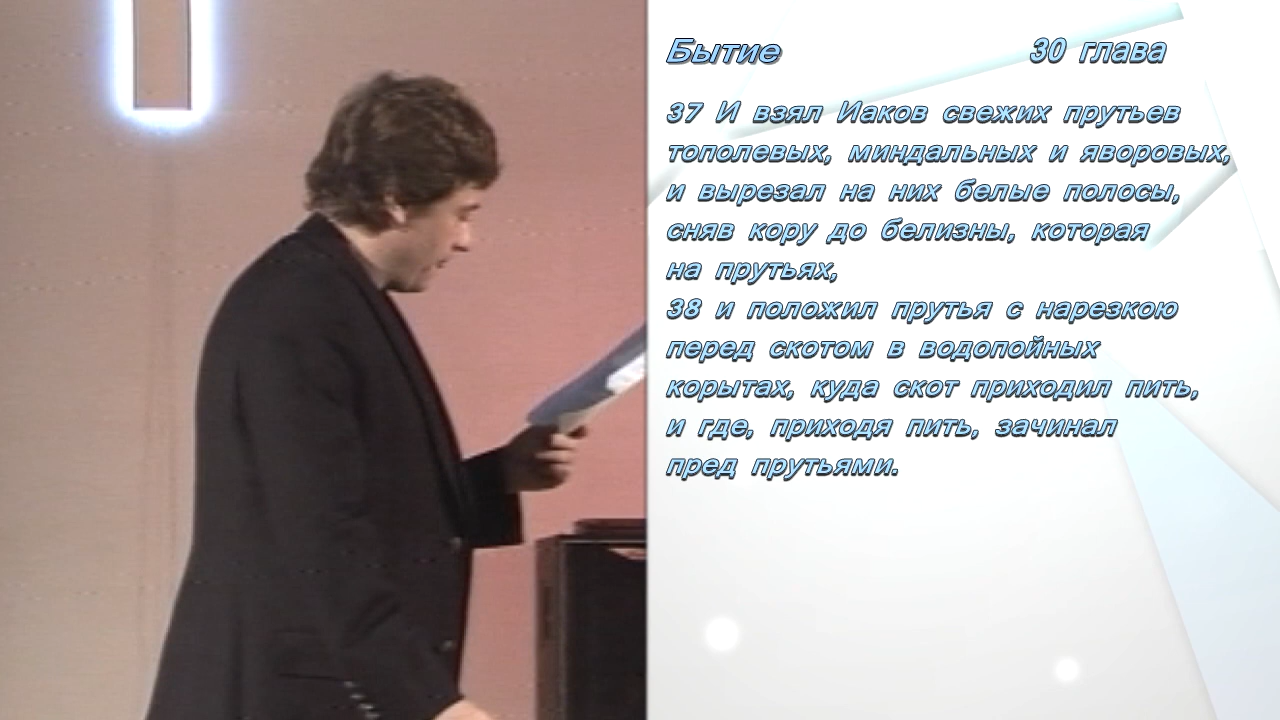 Бытие 30 глава
37 И взял Иаков свежих прутьев
тополевых, миндальных и яворовых,
и вырезал на них белые полосы,
сняв кору до белизны, которая
на прутьях,
38 и положил прутья с нарезкою
перед скотом в водопойных
корытах, куда скот приходил пить,
и где, приходя пить, зачинал
пред прутьями.